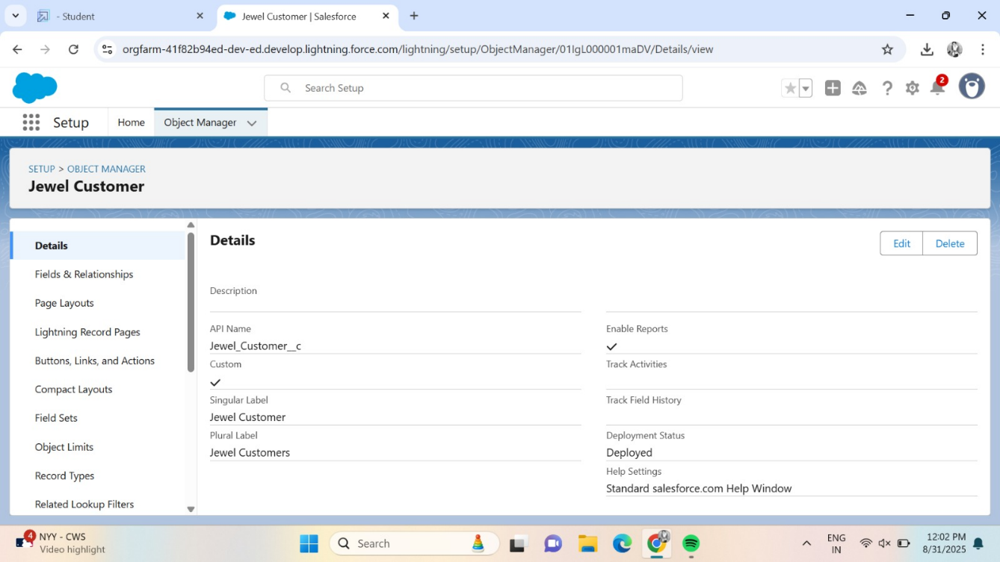 - Student
Jewel Customer | Salesforce
orgfarm-41f82b94ed-dev-ed.develop.lightning.force.com/lightning/setup/ObjectManager/01IgL000001maDV/Details/view
Search Setup
2
Setup
Home
Object Manager
SETUP > OBJECT MANAGER
Jewel Customer
Details
Fields & Relationships
Page Layouts
Lightning Record Pages
Buttons, Links, and Actions
Compact Layouts
Field Sets
Object Limits
Record Types
Related Lookup Filters
Details
Edit
Delete
Description
API Name
Jewel_Customer__c
Custom
Singular Label
Jewel Customer
Plural Label
Jewel Customers
Enable Reports
Track Activities
Track Field History
Deployment Status
Deployed
Help Settings
Standard salesforce.com Help Window
4
NYY - CWS
Video highlight
Search
ENG
IN
12:02 PM
8/31/2025